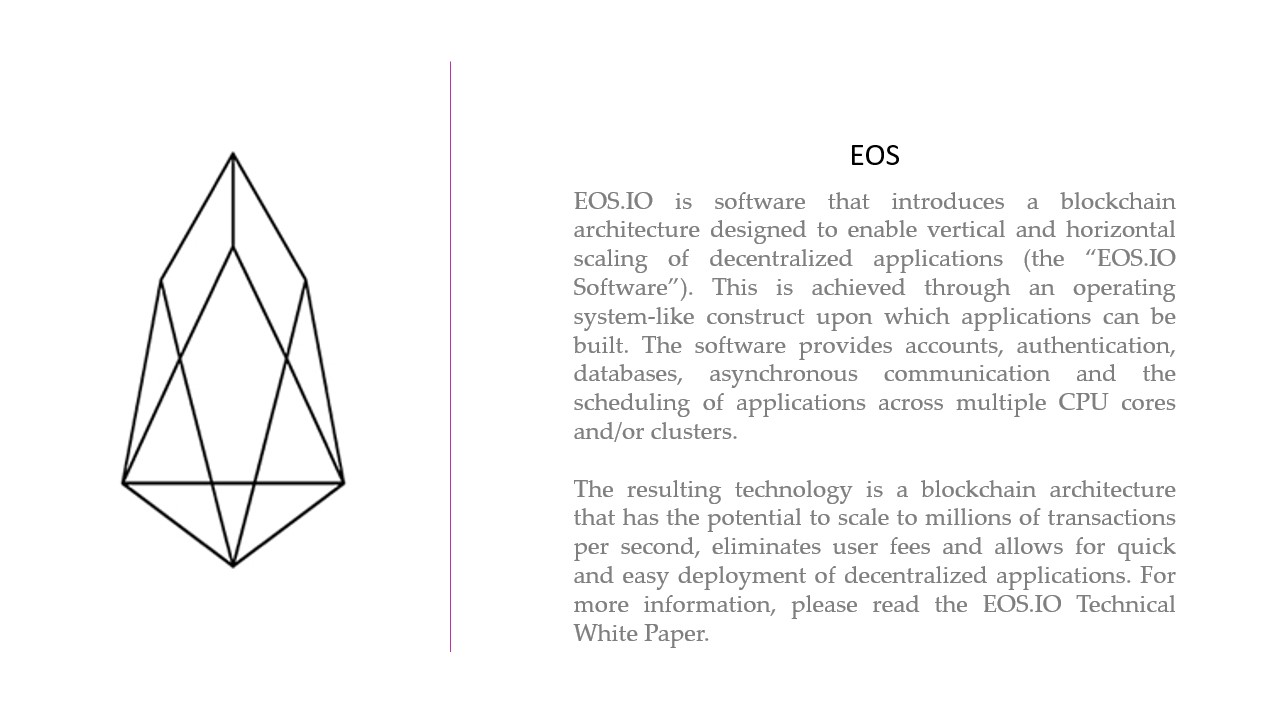 EOS
EOS.IO is software that introduces a blockchain
architecture designed to enable vertical and horizontal
scaling of decentralized applications (the “EOS.IO
Software”). This is achieved through an operating
system-like construct upon which applications can be
built. The software provides accounts, authentication,
databases, asynchronous communication and the
scheduling of applications across multiple CPU cores
and/or clusters.
The resulting technology is a blockchain architecture
that has the potential to scale to millions of transactions
per second, eliminates user fees and allows for quick
and easy deployment of decentralized applications. For
more information, please read the EOS.IO Technical
White Paper.